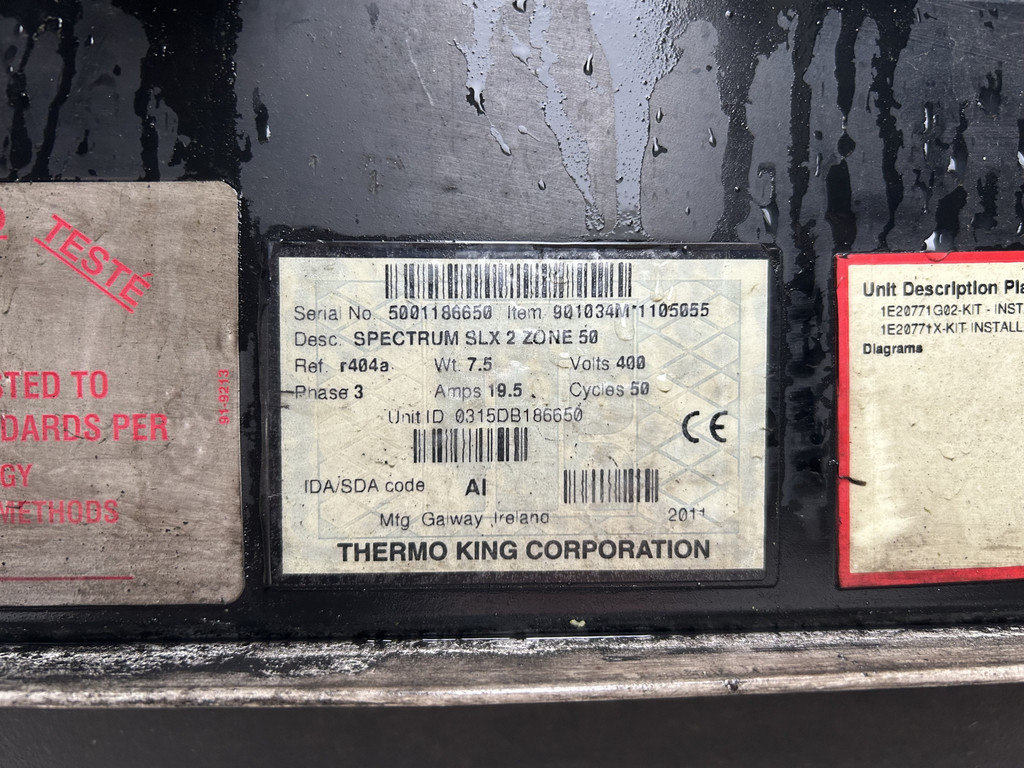 TESTÉ
STED TO
DARDS PER
GY
METHODS
91-9213
Serial No. 5001186650 Item 901034M*1105055
Desc. SPECTRUM SLX 2 ZONE 50
Ref. r404a Wt. 7.5 Volts 400
Phase 3 Amps 19.5 Cycles 50
Unit ID 0315DB186650
CE
IDA/SDA code AI
Mfg Galway Ireland 2011
THERMO KING CORPORATION
Unit Description Pla
1E20771G02-KIT - INST
1E20771X-KIT-INSTALL
Diagrams